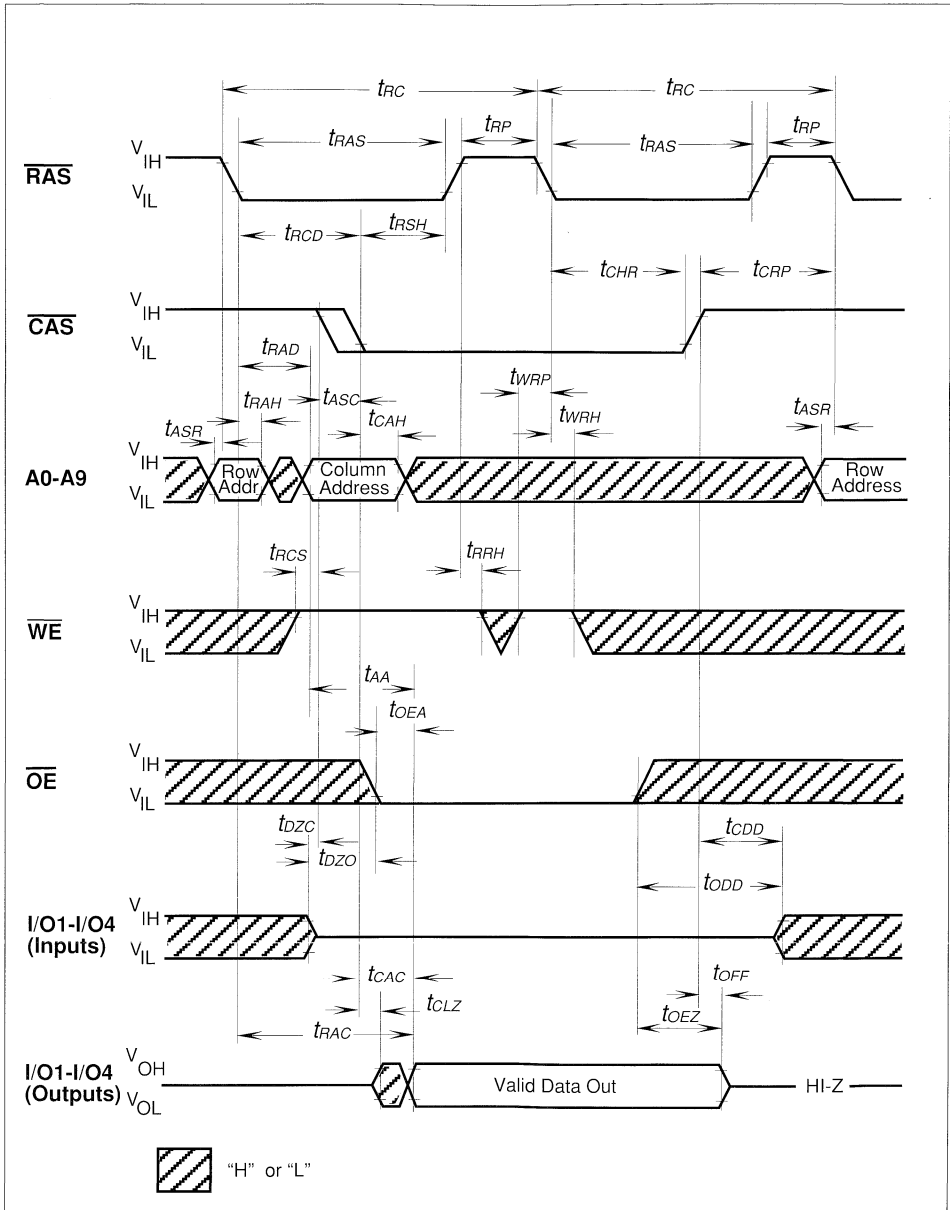 tRC tRC
tRAS tRP tRAS tRP
RAS VIH
VIL
tRCD tRSH
tCHR tCRP
CAS VIH
VIL
tRAD
tASC tWRP
tRAH tCAH tWRH
tASR tASR
A0-A9 VIH
VIL
Row Addr
Column Address
Row Address
tRCS tRRH
WE VIH
VIL
tAA
tOEA
OE VIH
VIL
tDZC tCDD
tDZO tODD
I/O1-I/O4 (Inputs) VIH
VIL
tCAC tOFF
tCLZ tOEZ
tRAC
I/O1-I/O4 (Outputs) VOH
VOL
Valid Data Out HI-Z
"H" or "L"